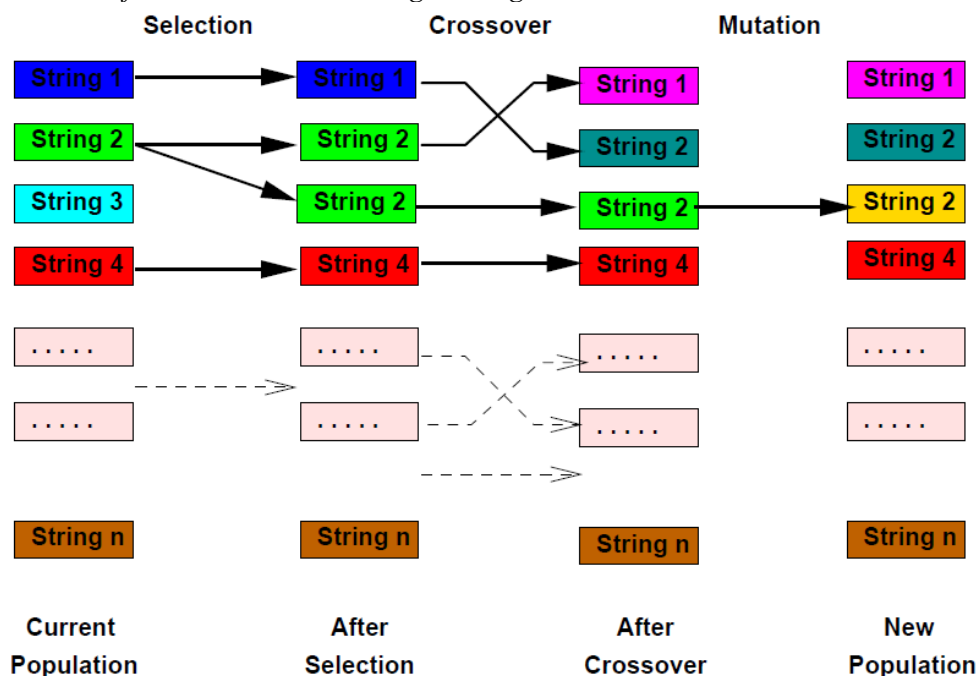 Selection Crossover Mutation
String 1 String 1 String 1 String 1
String 2 String 2 String 2 String 2
String 3 String 2 String 2 String 2
String 4 String 4 String 4 String 4
. . . . . . . . . . . . . . . . . . . .
. . . . . . . . . . . . . . . . . . . .
String n String n String n String n
Current After After New
Population Selection Crossover Population